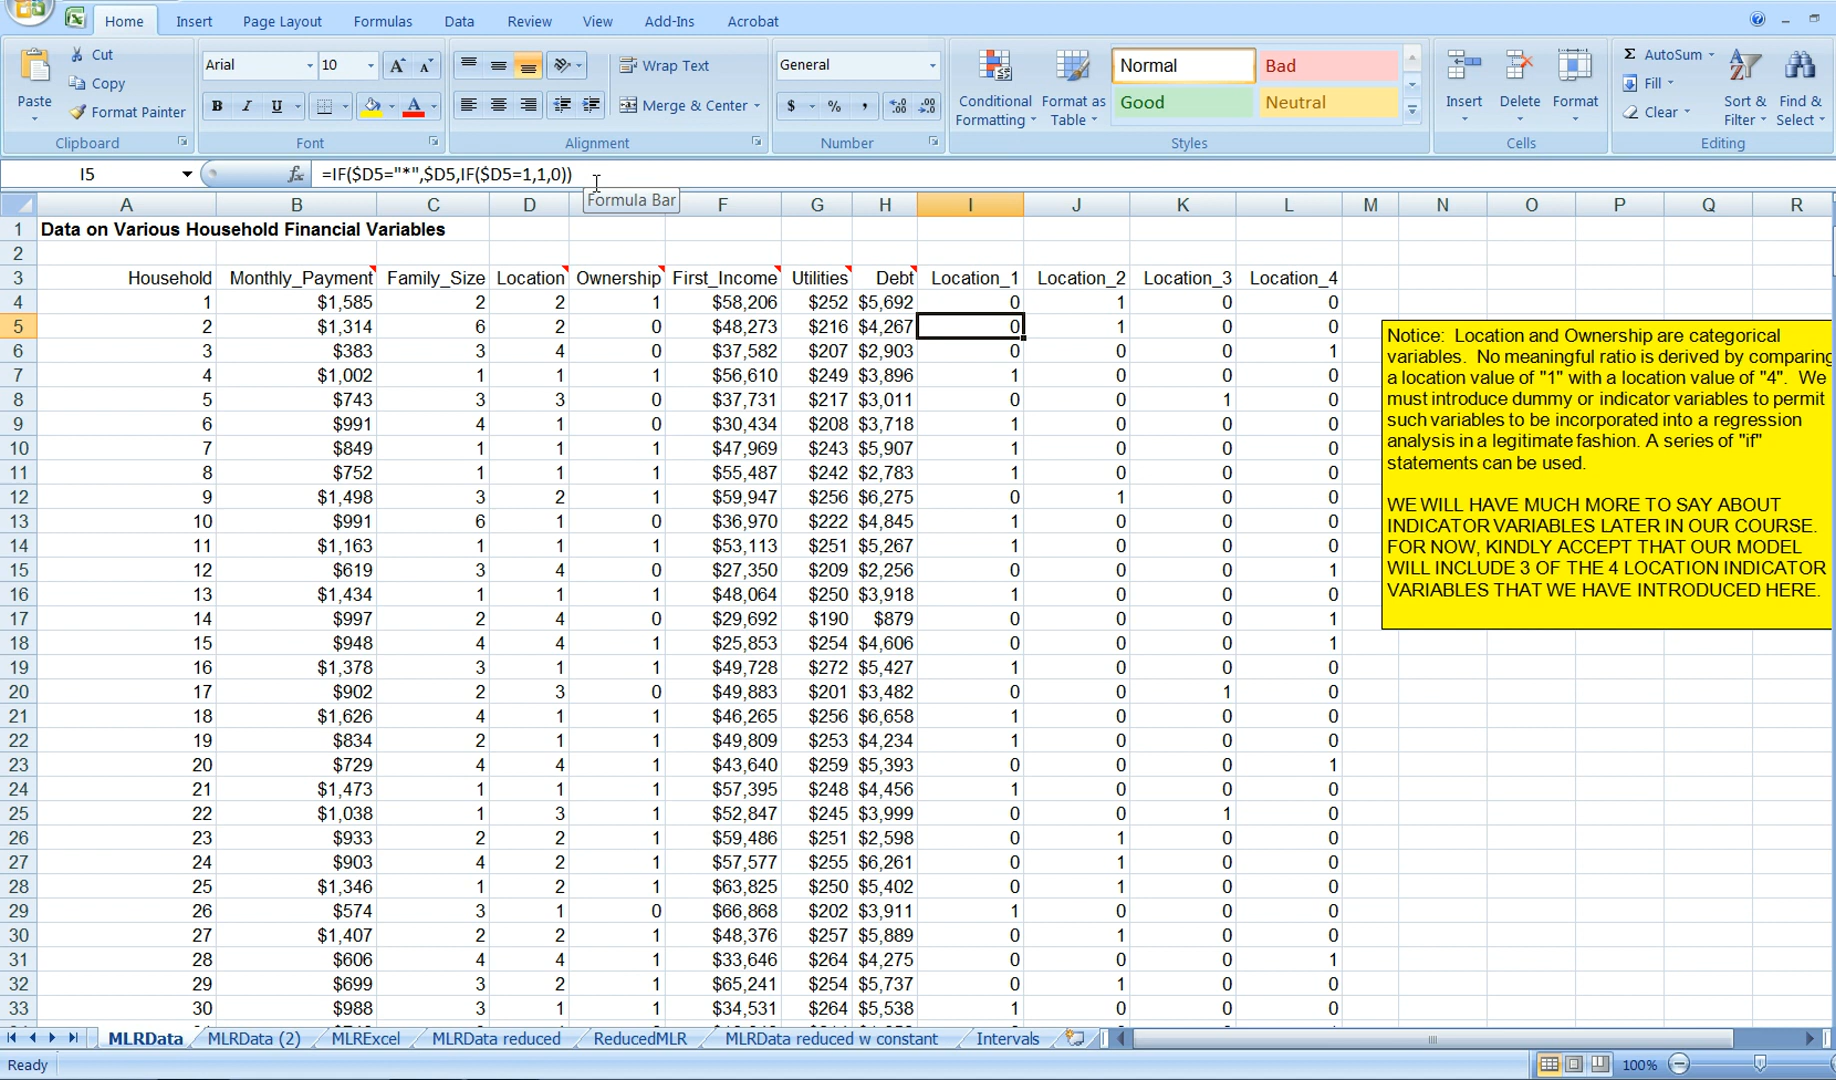 Home Insert Page Layout Formulas Data Review View Add-Ins Acrobat
Paste
Cut
Copy
Format Painter
Clipboard
Arial 10
B I U
Font
Wrap Text
Merge & Center
Alignment
General
$ % ,
Number
Conditional Formatting
Format as Table
Normal Bad
Good Neutral
Styles
Insert Delete Format
Cells
Σ AutoSum
Fill
Clear
Sort & Filter
Find & Select
Editing
I5 fx =IF($D5="*",$D5,IF($D5=1,1,0))
Formula Bar
A B C D F G H I J K L M N O P Q R
1 Data on Various Household Financial Variables
2
3 Household Monthly_Payment Family_Size Location Ownership First_Income Utilities Debt Location_1 Location_2 Location_3 Location_4
4 1 $1,585 2 2 1 $58,206 $252 $5,692 0 1 0 0
5 2 $1,314 6 2 0 $48,273 $216 $4,267 0 1 0 0
6 3 $383 3 4 0 $37,582 $207 $2,903 0 0 0 1
7 4 $1,002 1 1 1 $56,610 $249 $3,896 1 0 0 0
8 5 $743 3 3 0 $37,731 $217 $3,011 0 0 1 0
9 6 $991 4 1 0 $30,434 $208 $3,718 1 0 0 0
10 7 $849 1 1 1 $47,969 $243 $5,907 1 0 0 0
11 8 $752 1 1 1 $55,487 $242 $2,783 1 0 0 0
12 9 $1,498 3 2 1 $59,947 $256 $6,275 0 1 0 0
13 10 $991 6 1 0 $36,970 $222 $4,845 1 0 0 0
14 11 $1,163 1 1 1 $53,113 $251 $5,267 1 0 0 0
15 12 $619 3 4 0 $27,350 $209 $2,256 0 0 0 1
16 13 $1,434 1 1 1 $48,064 $250 $3,918 1 0 0 0
17 14 $997 2 4 0 $29,692 $190 $879 0 0 0 1
18 15 $948 4 4 1 $25,853 $254 $4,606 0 0 0 1
19 16 $1,378 3 1 1 $49,728 $272 $5,427 1 0 0 0
20 17 $902 2 3 0 $49,883 $201 $3,482 0 0 1 0
21 18 $1,626 4 1 1 $46,265 $256 $6,658 1 0 0 0
22 19 $834 2 1 1 $49,809 $253 $4,234 1 0 0 0
23 20 $729 4 4 1 $43,640 $259 $5,393 0 0 0 1
24 21 $1,473 1 1 1 $57,395 $248 $4,456 1 0 0 0
25 22 $1,038 1 3 1 $52,847 $245 $3,999 0 0 1 0
26 23 $933 2 2 1 $59,486 $251 $2,598 0 1 0 0
27 24 $903 4 2 1 $57,577 $255 $6,261 0 1 0 0
28 25 $1,346 1 2 1 $63,825 $250 $5,402 0 1 0 0
29 26 $574 3 1 0 $66,868 $202 $3,911 1 0 0 0
30 27 $1,407 2 2 1 $48,376 $257 $5,889 0 1 0 0
31 28 $606 4 4 1 $33,646 $264 $4,275 0 0 0 1
32 29 $699 3 2 1 $65,241 $254 $5,737 0 1 0 0
33 30 $988 3 1 1 $34,531 $264 $5,538 1 0 0 0
Notice: Location and Ownership are categorical
variables. No meaningful ratio is derived by comparing
a location value of "1" with a location value of "4". We
must introduce dummy or indicator variables to permit
such variables to be incorporated into a regression
analysis in a legitimate fashion. A series of "if"
statements can be used.
WE WILL HAVE MUCH MORE TO SAY ABOUT
INDICATOR VARIABLES LATER IN OUR COURSE.
FOR NOW, KINDLY ACCEPT THAT OUR MODEL
WILL INCLUDE 3 OF THE 4 LOCATION INDICATOR
VARIABLES THAT WE HAVE INTRODUCED HERE.
MLRData MLRData (2) MLRExcel MLRData reduced ReducedMLR MLRData reduced w constant Intervals
Ready 100%